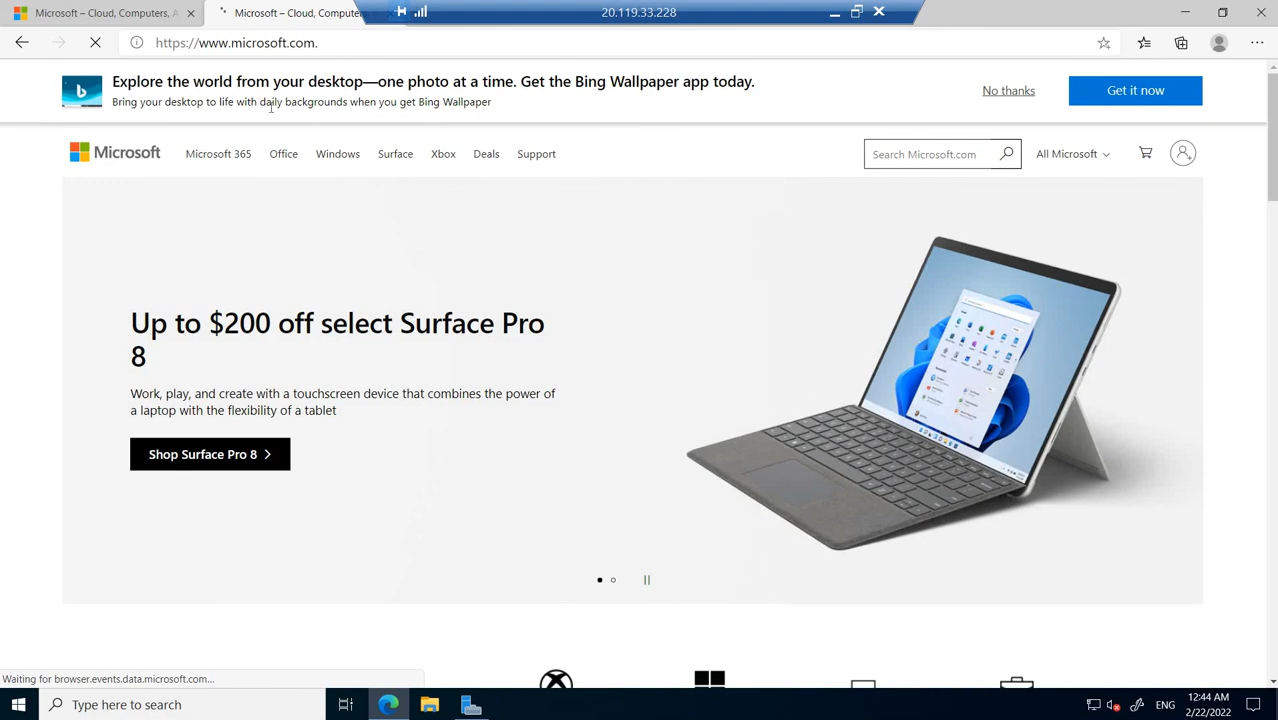 Microsoft – Cloud, Computers, A
Microsoft – Cloud, Computers
20.119.33.228
https://www.microsoft.com.
Explore the world from your desktop—one photo at a time. Get the Bing Wallpaper app today.
Bring your desktop to life with daily backgrounds when you get Bing Wallpaper
No thanks
Get it now
Microsoft
Microsoft 365
Office
Windows
Surface
Xbox
Deals
Support
Search Microsoft.com
All Microsoft
Up to $200 off select Surface Pro
8
Work, play, and create with a touchscreen device that combines the power of
a laptop with the flexibility of a tablet
Shop Surface Pro 8
Waiting for browser.events.data.microsoft.com...
Type here to search
ENG
12:44 AM
2/22/2022